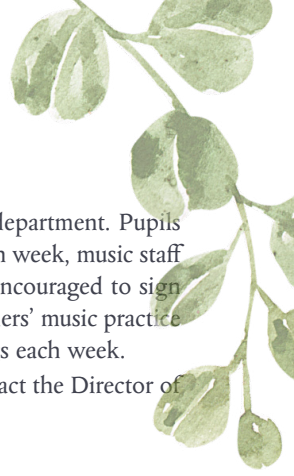 department. Pupils
week, music staff
encouraged to sign
ers’ music practice
s each week.
act the Director of